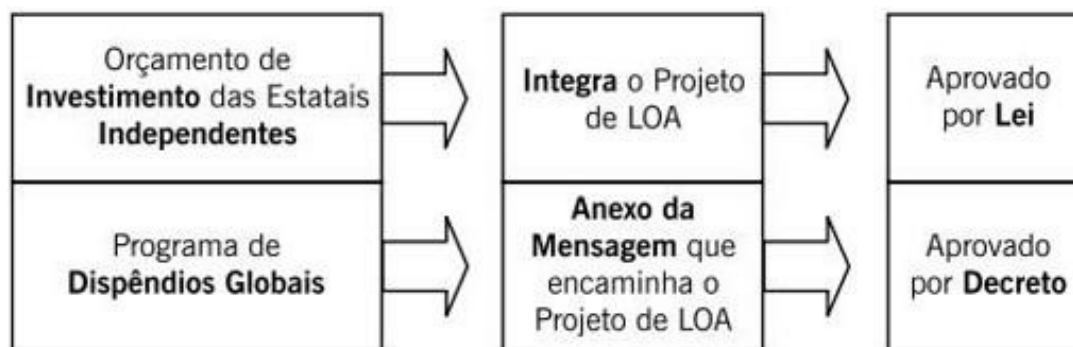 Orçamento de
Investimento das Estatais
Independentes
Integra o Projeto
de LOA
Aprovado
por Lei
Programa de
Dispêndios Globais
Anexo da
Mensagem que
encaminha o
Projeto de LOA
Aprovado
por Decreto